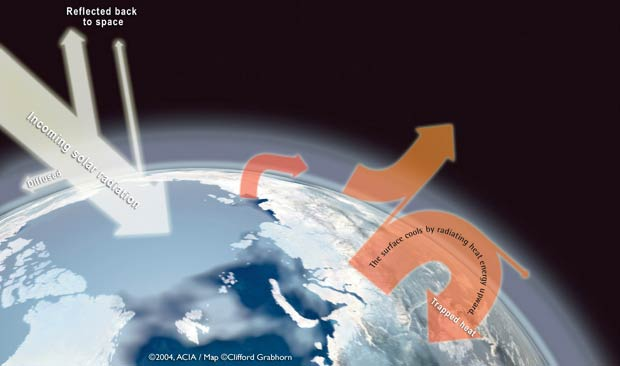 Reflected back
to space
Incoming solar radiation
Diffused
The surface cools by radiating heat energy upward.
Trapped heat
©2004, ACIA / Map ©Clifford Grabhorn